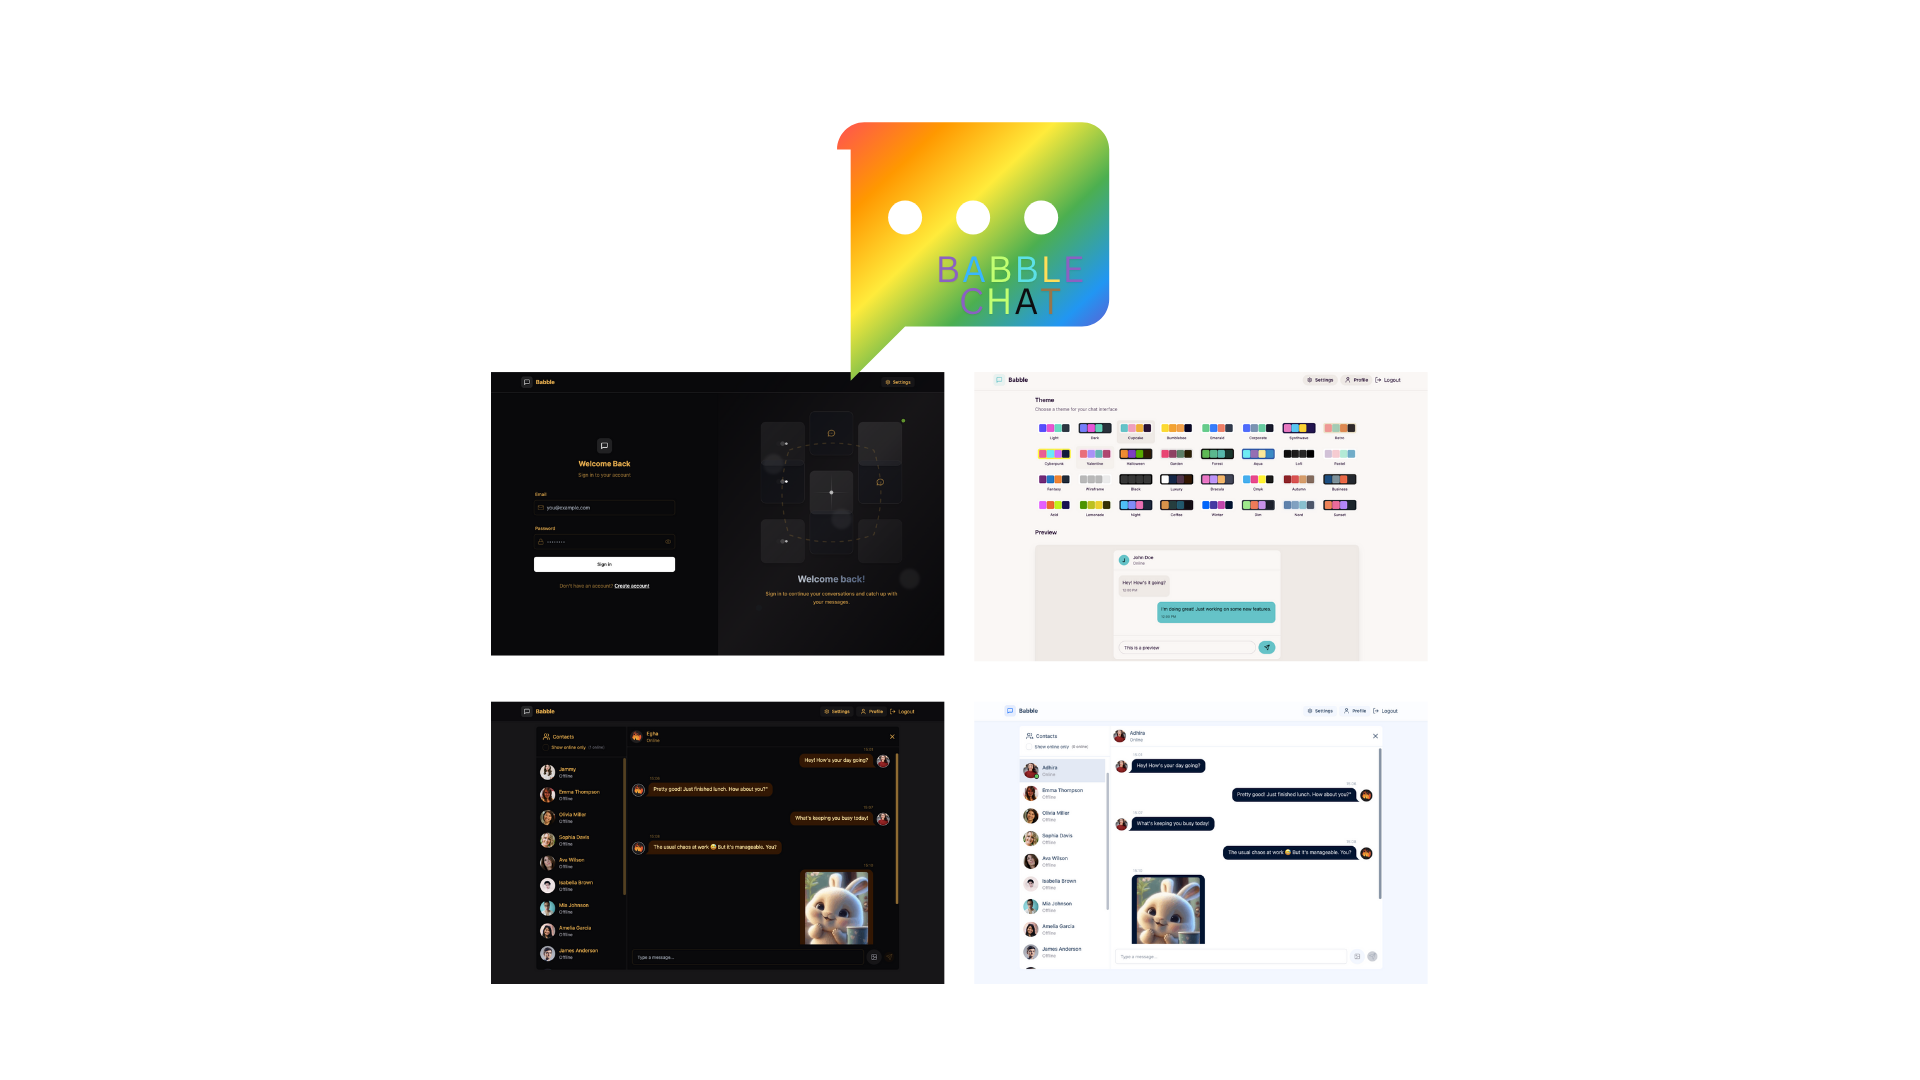 BABBLE
CHAT
Babble
Settings
Welcome Back
Sign in to your account
Email
you@example.com
Password
Sign in
Don't have an account? Create account
Welcome back!
Sign in to continue your conversations and catch up with
your messages.
Babble
Settings
Profile
Logout
Theme
Choose a theme for your chat interface
Light
Dark
Cupcake
Bumblebee
Emerald
Corporate
Synthwave
Retro
Cyberpunk
Valentine
Halloween
Garden
Forest
Aqua
Lofi
Pastel
Fantasy
Wireframe
Black
Luxury
Dracula
Cmyk
Autumn
Business
Acid
Lemonade
Night
Coffee
Winter
Dim
Nord
Sunset
Preview
J
John Doe
Online
Hey! How's it going?
12:00 PM
I'm doing great! Just working on some new features.
12:00 PM
This is a preview
Babble
Settings
Profile
Logout
Contacts
Show online only
Jammy
Offline
Emma Thompson
Offline
Olivia Miller
Offline
Sophia Davis
Offline
Ava Wilson
Offline
Isabella Brown
Offline
Mia Johnson
Offline
Amelia Garcia
Offline
James Anderson
Offline
Egha
Online
Hey! How's your day going?
Pretty good! Just finished lunch. How about you?"
What's keeping you busy today!
The usual chaos at work 😅 But it's manageable. You?
Type a message...
Babble
Settings
Profile
Logout
Contacts
Show online only
Adhira
Online
Emma Thompson
Offline
Olivia Miller
Offline
Sophia Davis
Offline
Ava Wilson
Offline
Isabella Brown
Offline
Mia Johnson
Offline
Amelia Garcia
Offline
James Anderson
Offline
Adhira
Online
Hey! How's your day going?
Pretty good! Just finished lunch. How about you?"
What's keeping you busy today!
The usual chaos at work 😅 But it's manageable. You?
Type a message...